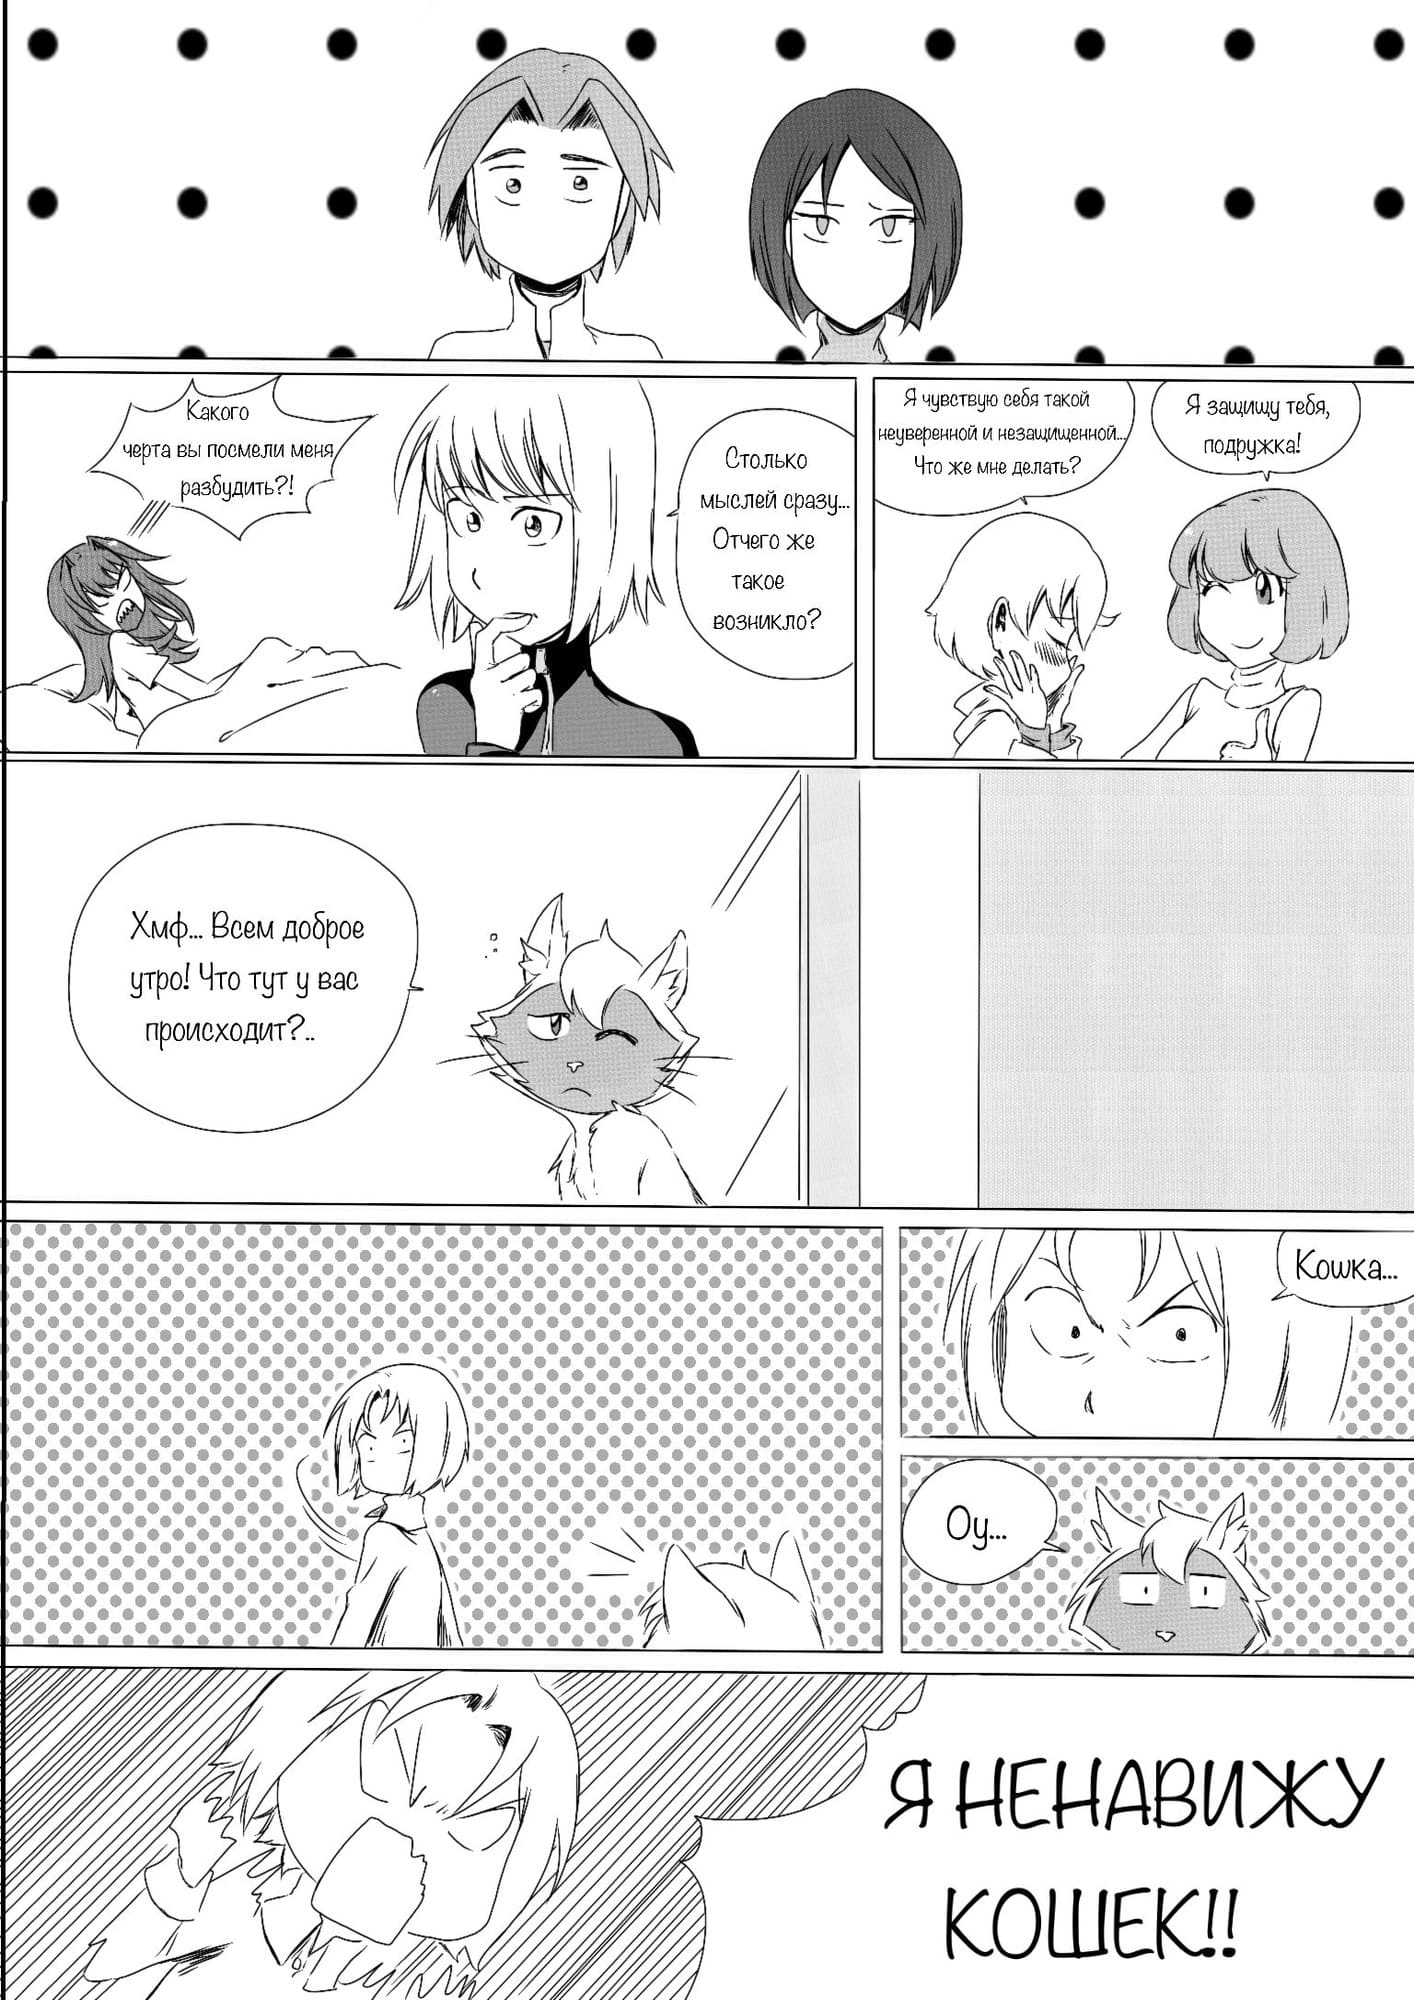 Какого
черта вы посмели меня
разбудить?!
Столько
мыслей сразу...
Отчего же
такое
возникло?
Я чувствую себя такой
неуверенной и незащищенной...
Что же мне делать?
Я защищу тебя,
подружка!
Хмф... Всем доброе
утро! Что тут у вас
происходит?..
Кошка...
Оу...
Я НЕНАВИЖУ
КОШЕК!!